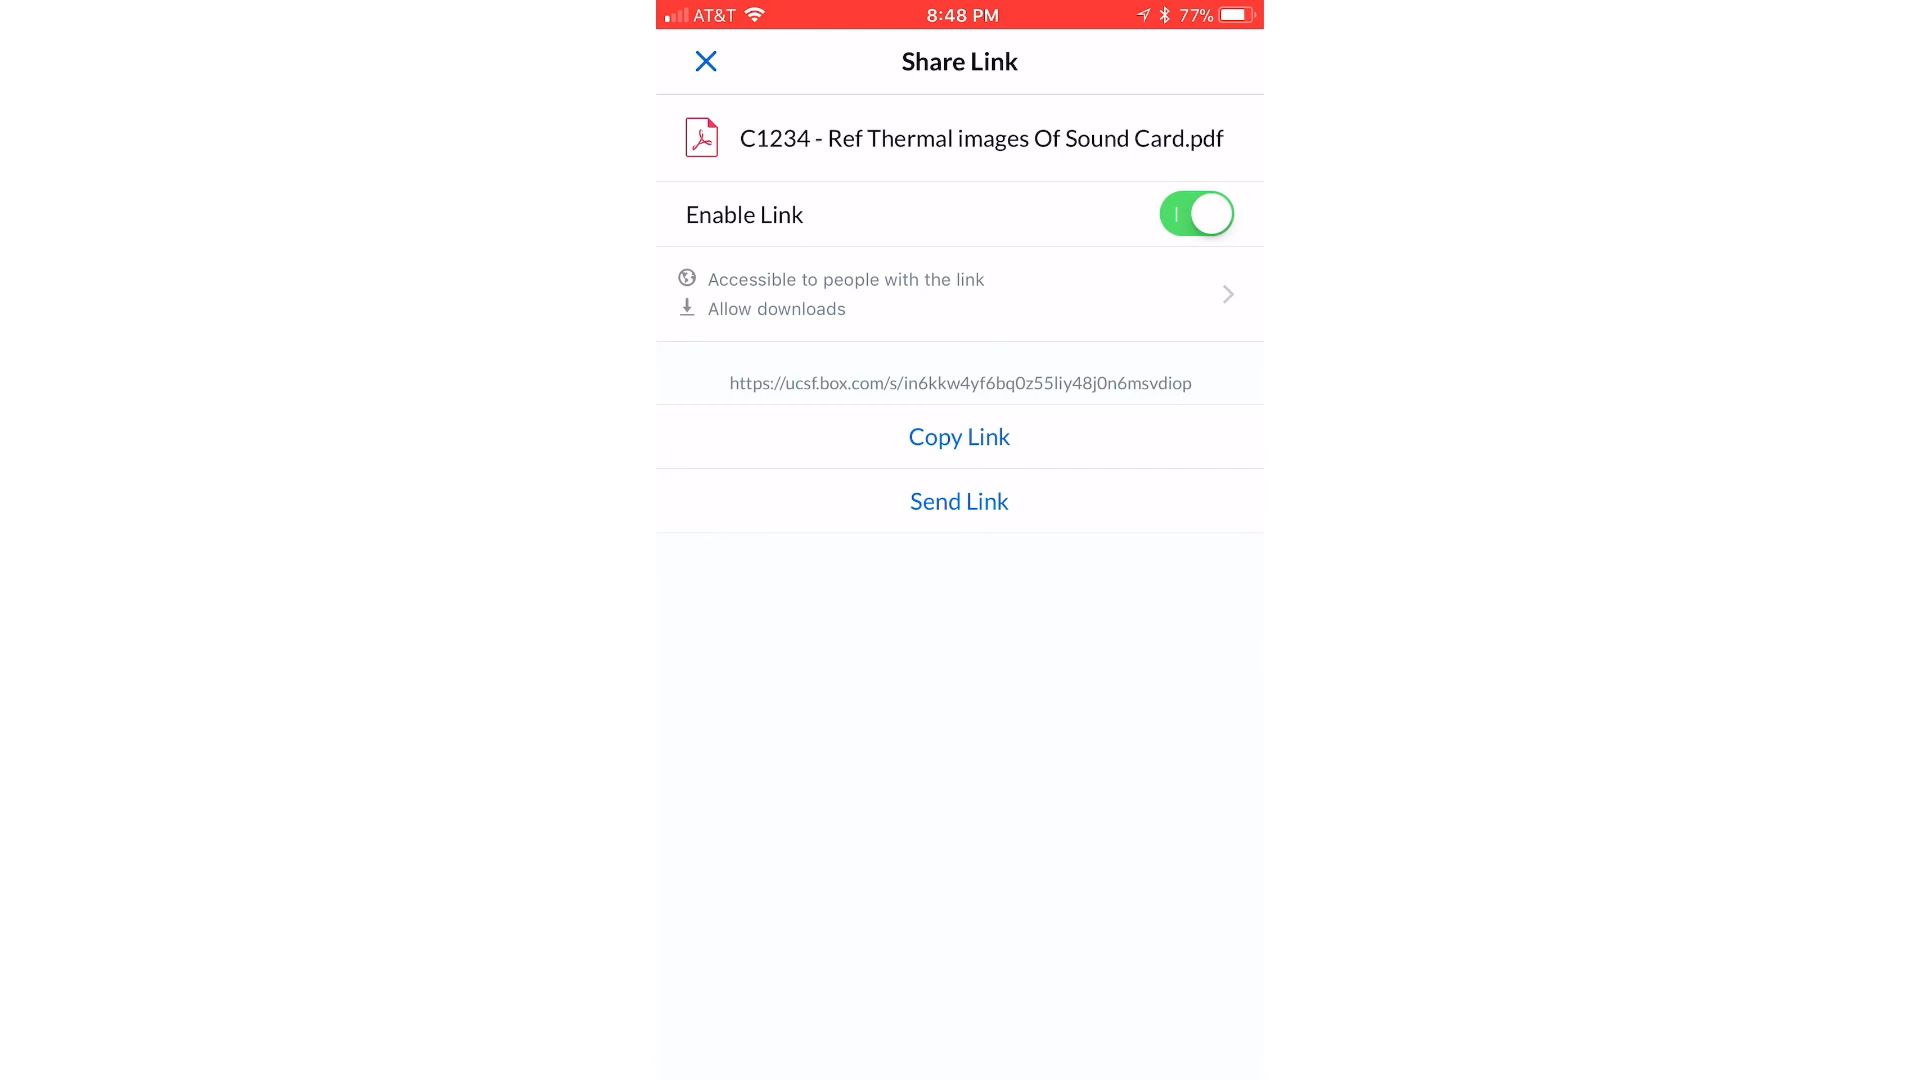 AT&T 8:48 PM 77%
Share Link
C1234 - Ref Thermal images Of Sound Card.pdf
Enable Link
Accessible to people with the link
Allow downloads
https://ucsf.box.com/s/in6kkw4yf6bq0z55liy48j0n6msvdiop
Copy Link
Send Link